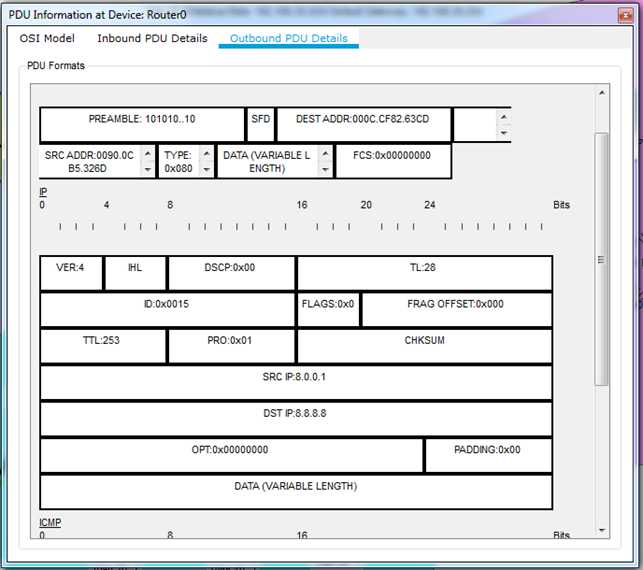 PDU Information at Device: Router0
OSI Model Inbound PDU Details Outbound PDU Details
PDU Formats
PREAMBLE: 101010..10 SFD DEST ADDR:000C.CF82.63CD
SRC ADDR:0090.0C
B5.326D
TYPE:
0x080
DATA (VARIABLE L
ENGTH)
FCS:0x00000000
IP
0 4 8 16 20 24 Bits
VER:4 IHL DSCP:0x00 TL:28
ID:0x0015 FLAGS:0x0 FRAG OFFSET:0x000
TTL:253 PRO:0x01 CHKSUM
SRC IP:8.0.0.1
DST IP:8.8.8.8
OPT:0x00000000 PADDING:0x00
DATA (VARIABLE LENGTH)
ICMP
0 8 16 Bits